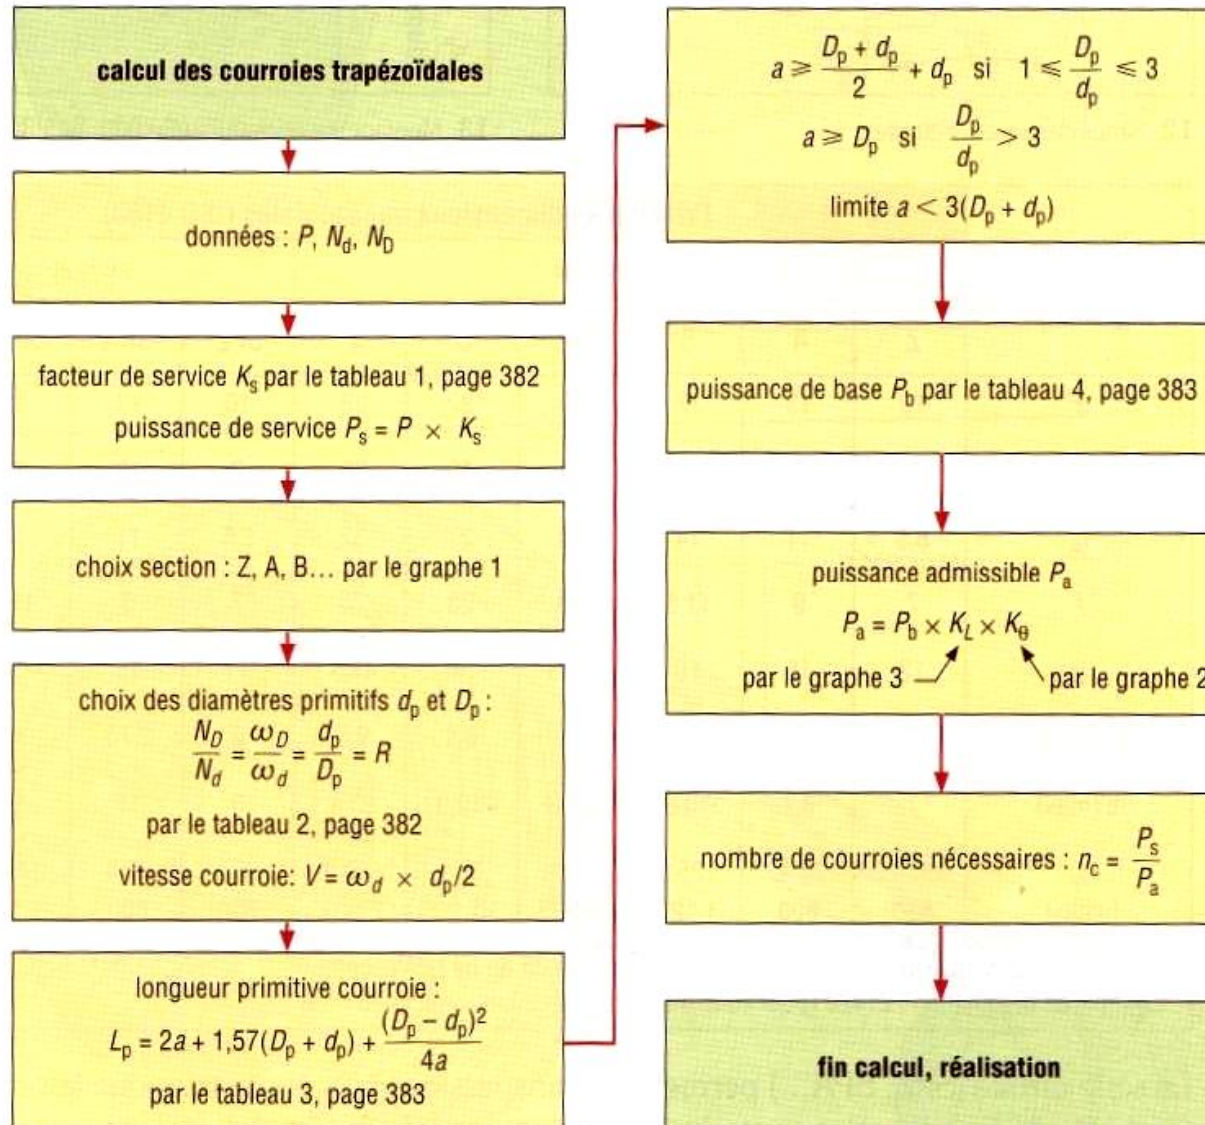 calcul des courroies trapézoïdales
données : P, N_d, N_D
facteur de service K_s par le tableau 1, page 382
puissance de service P_s = P × K_s
choix section : Z, A, B... par le graphe 1
choix des diamètres primitifs d_p et D_p :
N_D/N_d = ω_D/ω_d = d_p/D_p = R
par le tableau 2, page 382
vitesse courroie: V = ω_d × d_p/2
longueur primitive courroie :
L_p = 2a + 1,57(D_p + d_p) + (D_p – d_p)²/4a
par le tableau 3, page 383
a ⩾ (D_p + d_p)/2 + d_p si 1 ⩽ D_p/d_p ⩽ 3
a ⩾ D_p si D_p/d_p > 3
limite a < 3(D_p + d_p)
puissance de base P_b par le tableau 4, page 383
puissance admissible P_a
P_a = P_b × K_L × K_θ
par le graphe 3 par le graphe 2
nombre de courroies nécessaires : n_c = P_s/P_a
fin calcul, réalisation